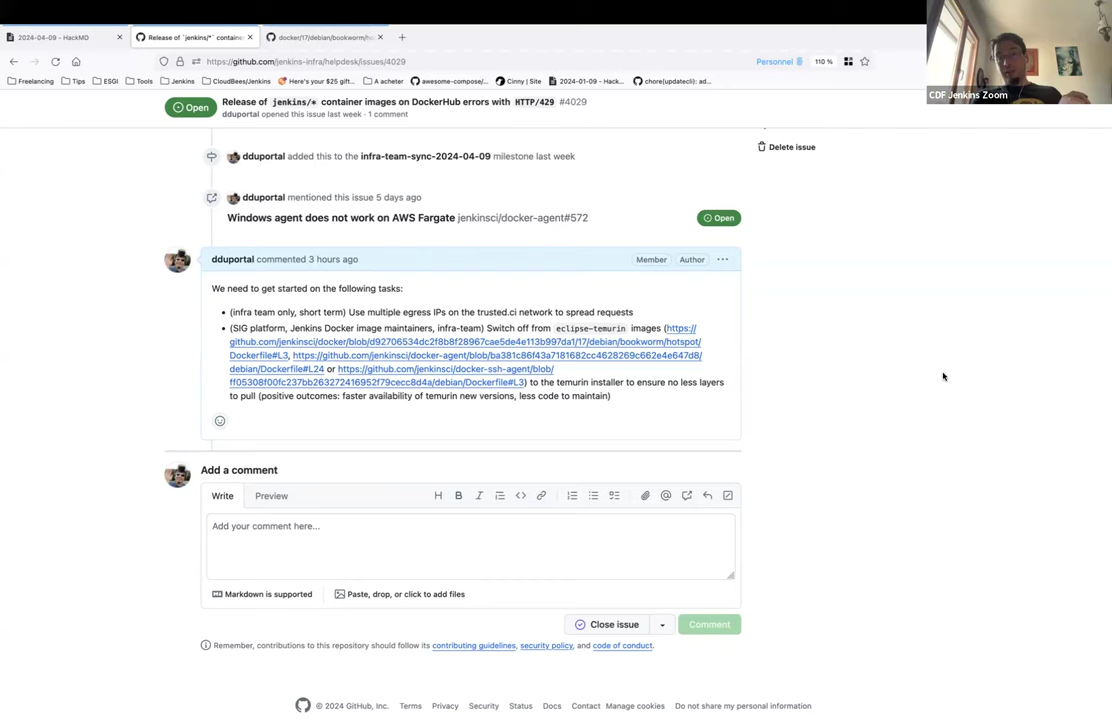 2024-04-09 - HackMD
Release of `jenkins/*` containe
docker/17/debian/bookworm/ho
https://github.com/jenkins-infra/helpdesk/issues/4029
Personnel
110 %
Freelancing
Tips
ESGI
Tools
Jenkins
CloudBees/Jenkins
Here's your $25 gift...
A acheter
awesome-compose/...
Cinny | Site
2024-01-09 - Hack...
chore(updatecli): ad...
CDF Jenkins Zoom
Open
Release of jenkins/* container images on DockerHub errors with HTTP/429 #4029
dduportal opened this issue last week · 1 comment
dduportal added this to the infra-team-sync-2024-04-09 milestone last week
Delete issue
dduportal mentioned this issue 5 days ago
Windows agent does not work on AWS Fargate jenkinsci/docker-agent#572
Open
dduportal commented 3 hours ago
Member
Author
We need to get started on the following tasks:
• (infra team only, short term) Use multiple egress IPs on the trusted.ci network to spread requests
• (SIG platform, Jenkins Docker image maintainers, infra-team) Switch off from eclipse-temurin images (https://
github.com/jenkinsci/docker/blob/d92706534dc2f8b8f28967cae5de4e113b997da1/17/debian/bookworm/hotspot/
Dockerfile#L3, https://github.com/jenkinsci/docker-agent/blob/ba381c86f43a7181682cc4628269c662e4e647d8/
debian/Dockerfile#L24 or https://github.com/jenkinsci/docker-ssh-agent/blob/
ff05308f00fc237bb263272416952f79cecc8d4a/debian/Dockerfile#L3) to the temurin installer to ensure no less layers
to pull (positive outcomes: faster availability of temurin new versions, less code to maintain)
Add a comment
Write
Preview
Add your comment here...
Markdown is supported
Paste, drop, or click to add files
Close issue
Comment
Remember, contributions to this repository should follow its contributing guidelines, security policy, and code of conduct.
© 2024 GitHub, Inc.
Terms
Privacy
Security
Status
Docs
Contact
Manage cookies
Do not share my personal information